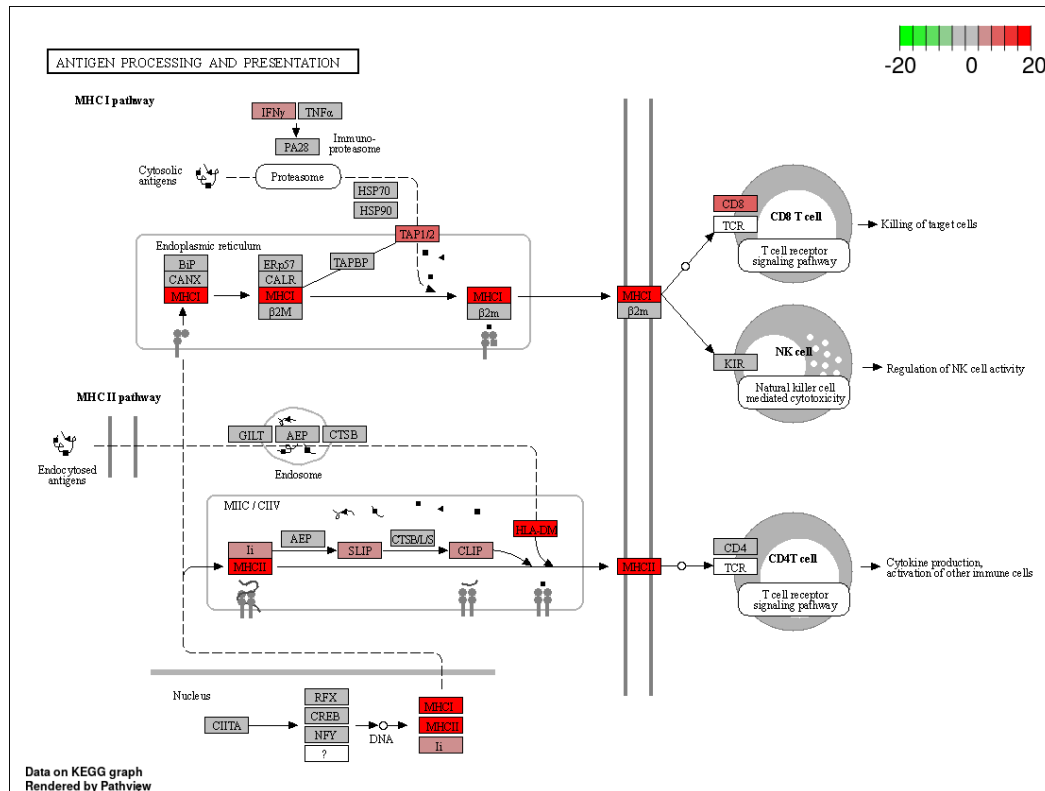 -20 0 20
ANTIGEN PROCESSING AND PRESENTATION
MHC I pathway
IFNγ TNFα
PA28
Immuno-
proteasome
Cytosolic
antigens
Proteasome
HSP70
HSP90
TAP1/2
Endoplasmic reticulum
BiP
CANX
MHCI
ERp57
CALR
MHCI
β2M
TAPBP
MHCI
β2m
MHCI
β2m
CD8
TCR
CD8 T cell
T cell receptor
signaling pathway
Killing of target cells
KIR
NK cell
Natural killer cell
mediated cytotoxicity
Regulation of NK cell activity
MHC II pathway
Endocytosed
antigens
GILT AEP CTSB
Endosome
MIIC / CIIV
Ii
MHCII
AEP
SLIP
CTSB/L/S
CLIP
HLA-DM
MHCII
CD4
TCR
CD4T cell
T cell receptor
signaling pathway
Cytokine production,
activation of other immune cells
Nucleus
CIITA
RFX
CREB
NFY
?
DNA
MHCI
MHCII
Ii
Data on KEGG graph
Rendered by Pathview